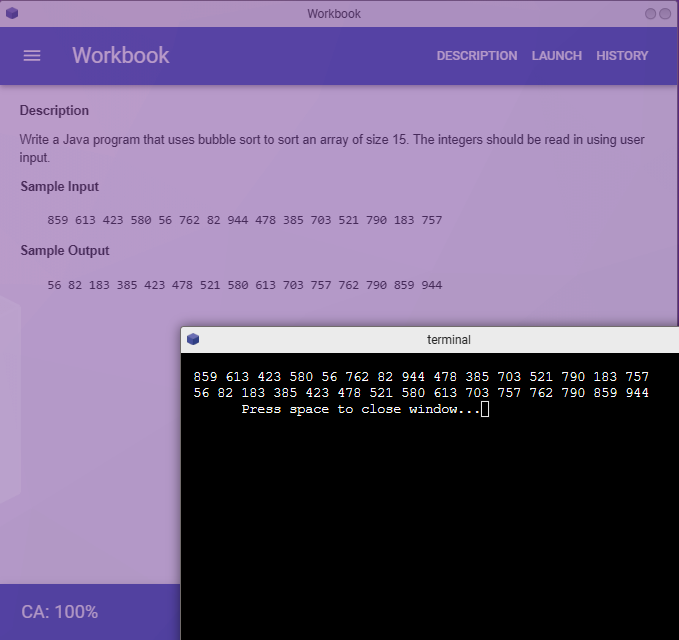 Workbook
Workbook
DESCRIPTION LAUNCH HISTORY
Description
Write a Java program that uses bubble sort to sort an array of size 15. The integers should be read in using user
input.
Sample Input
859 613 423 580 56 762 82 944 478 385 703 521 790 183 757
Sample Output
56 82 183 385 423 478 521 580 613 703 757 762 790 859 944
terminal
859 613 423 580 56 762 82 944 478 385 703 521 790 183 757
56 82 183 385 423 478 521 580 613 703 757 762 790 859 944
Press space to close window...
CA: 100%